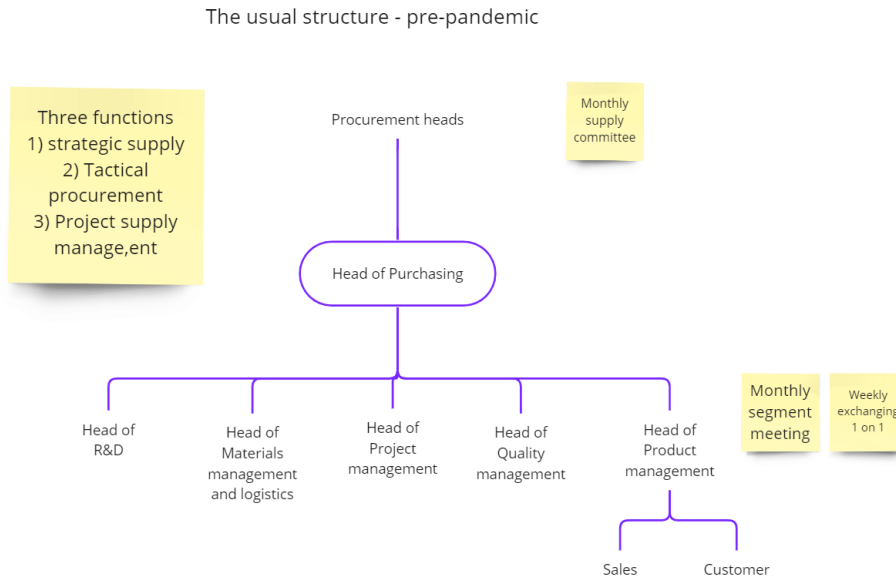 The usual structure - pre-pandemic
Three functions
1) strategic supply
2) Tactical
procurement
3) Project supply
manage,ent
Procurement heads
Monthly
supply
committee
Head of Purchasing
Head of
R&D
Head of
Materials
management
and logistics
Head of
Project
management
Head of
Quality
management
Head of
Product
management
Monthly
segment
meeting
Weekly
exchanging
1 on 1
Sales
Customer